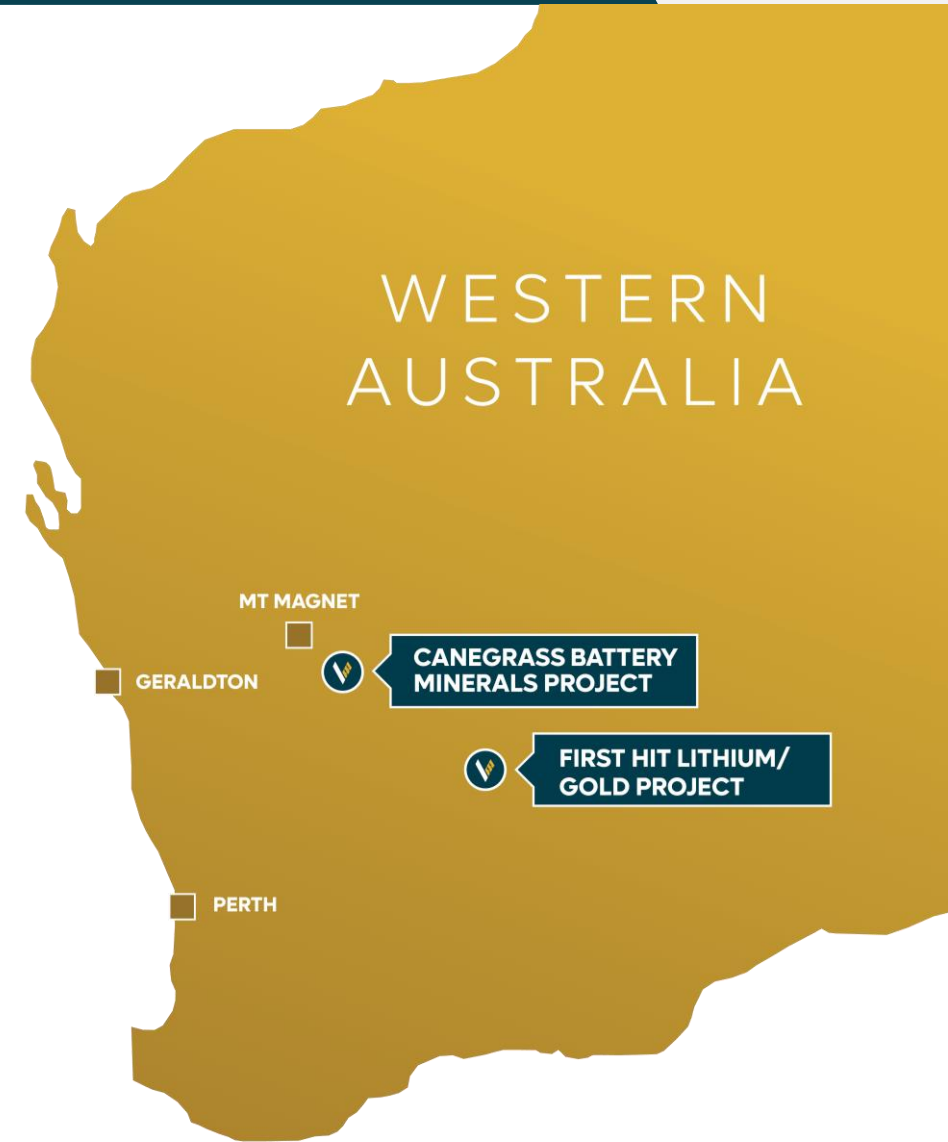 WESTERN
AUSTRALIA
MT MAGNET
CANEGRASS BATTERY
MINERALS PROJECT
GERALDTON
FIRST HIT LITHIUM/
GOLD PROJECT
PERTH